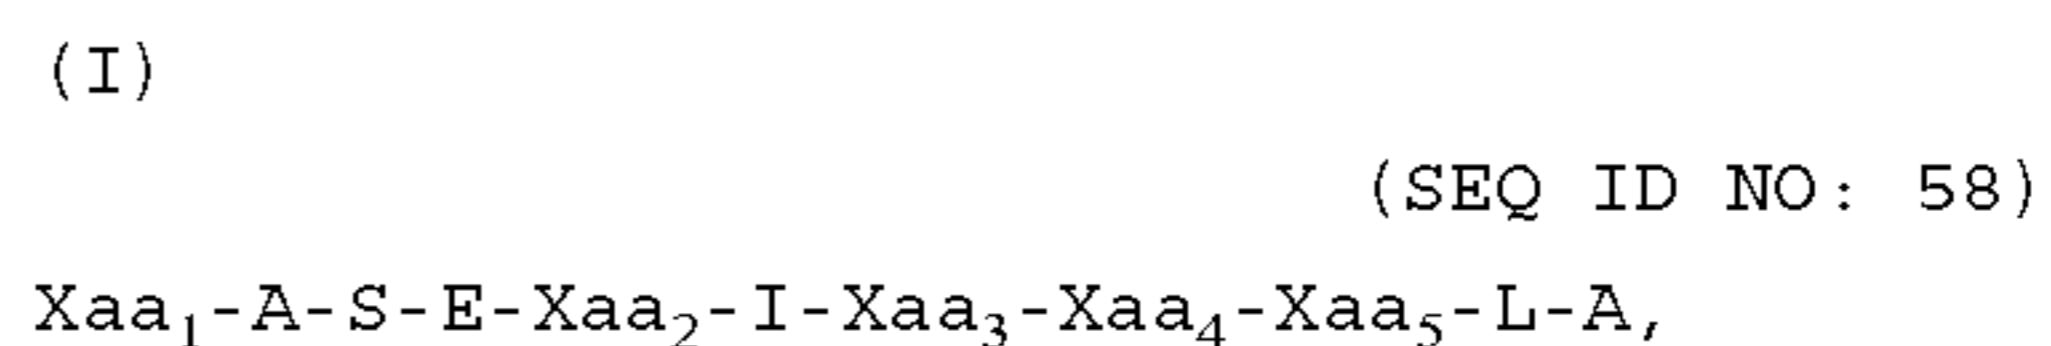 (I)
(SEQ ID NO: 58)
Xaa₁-A-S-E-Xaa₂-I-Xaa₃-Xaa₄-Xaa₅-L-A,